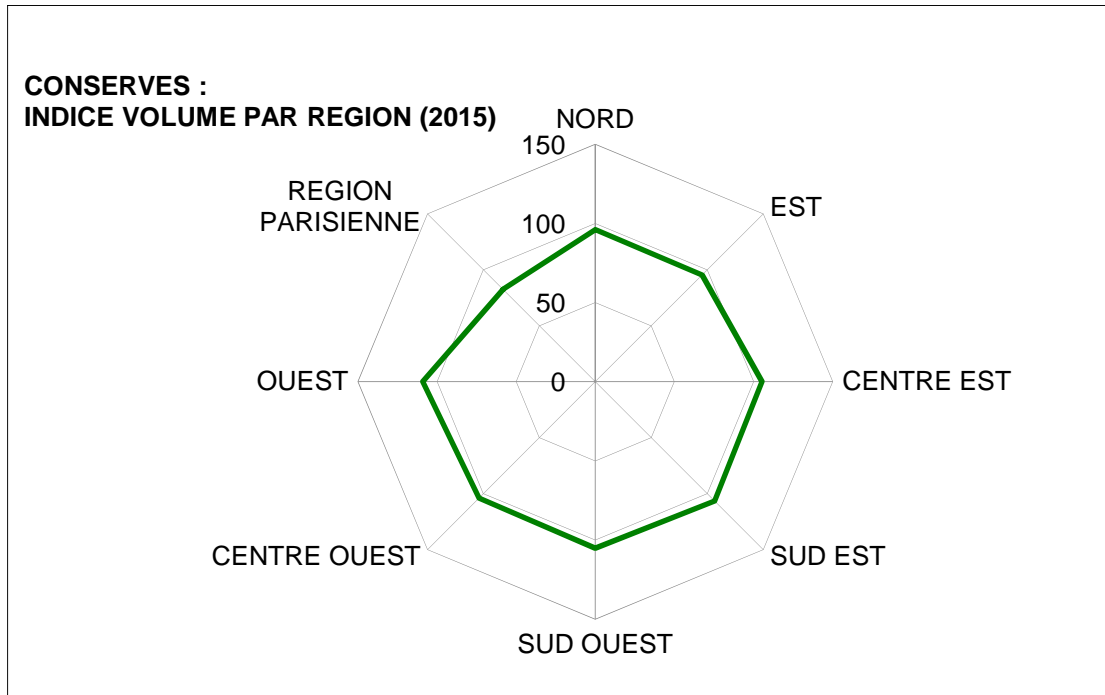 CONSERVES :
INDICE VOLUME PAR REGION (2015)
NORD
150
REGION
PARISIENNE
EST
100
50
OUEST
0
CENTRE EST
CENTRE OUEST
SUD EST
SUD OUEST